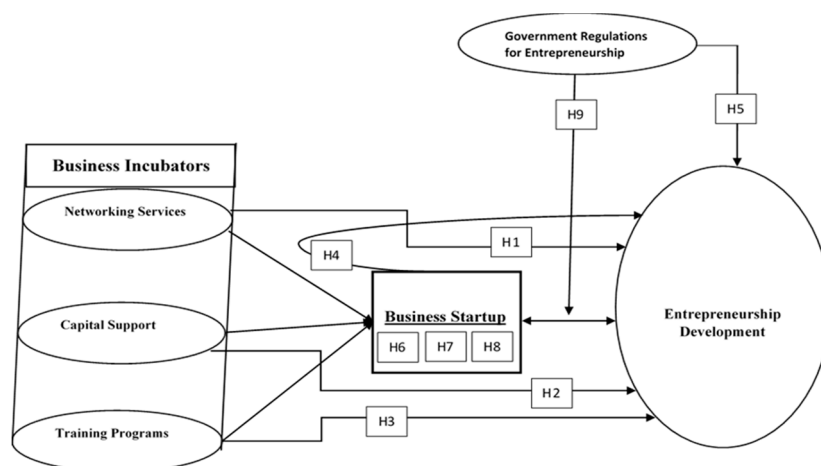 Government Regulations
for Entrepreneurship
H9
H5
Business Incubators
Networking Services
H1
H4
Business Startup
Entrepreneurship
Development
Capital Support
H6 H7 H8
H2
H3
Training Programs